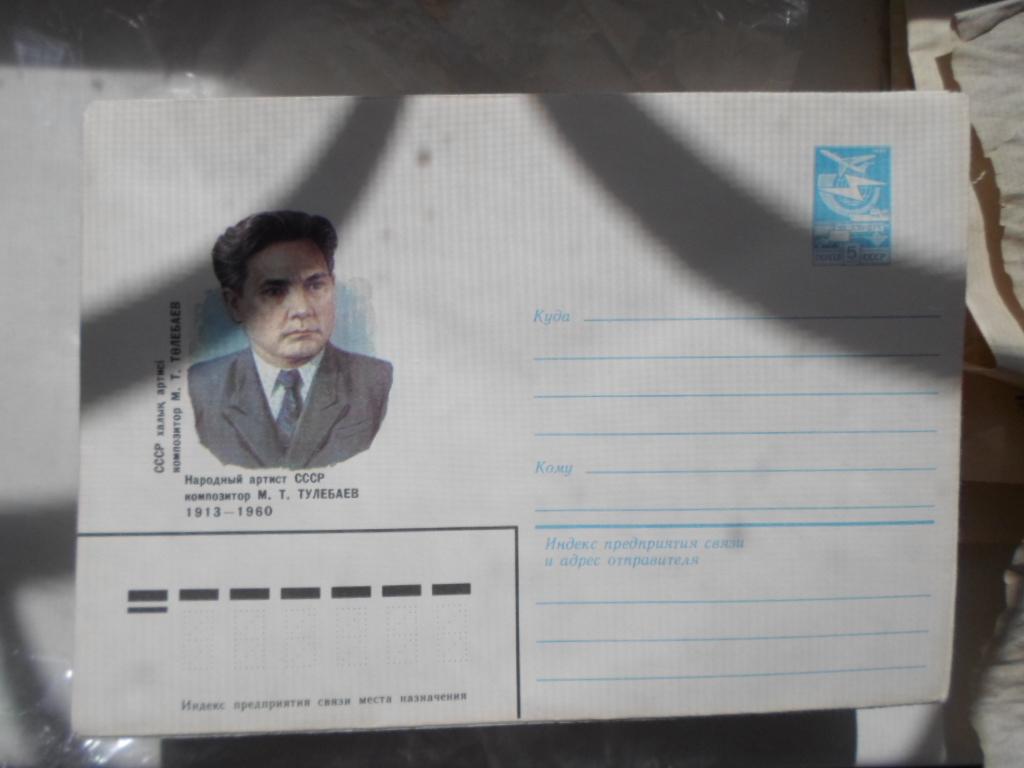 СССР халық артисі
композитор М. Т. ТӨЛЕБАЕВ
Народный артист СССР
композитор М. Т. ТУЛЕБАЕВ
1913—1960
ПОЧТА 5 СССР
Куда
Кому
Индекс предприятия связи
и адрес отправителя
Индекс предприятия связи места назначения